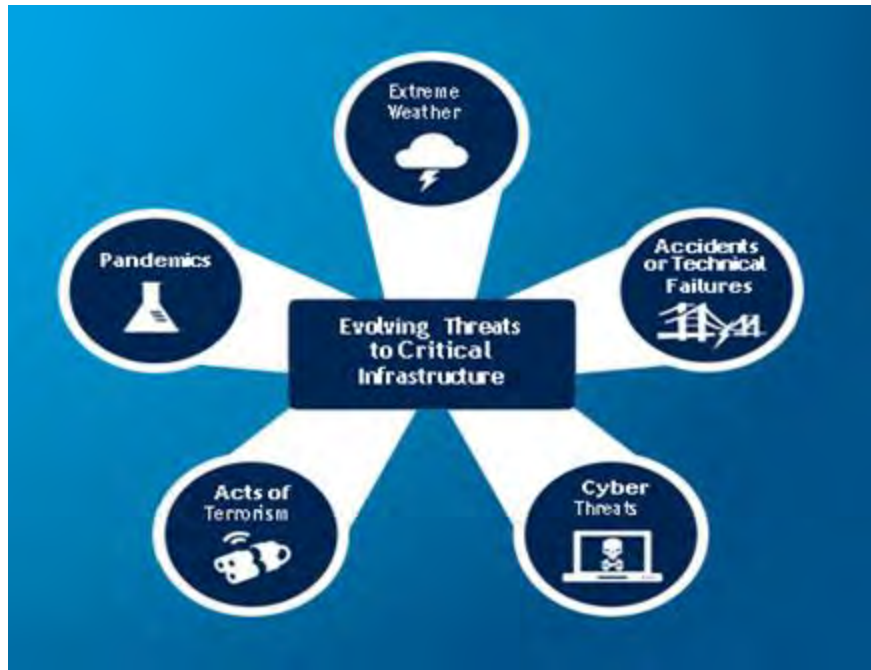 Extreme
Weather
Pandemics
Accidents
or Technical
Failures
Evolving Threats
to Critical
Infrastructure
Acts of
Terrorism
Cyber
Threats